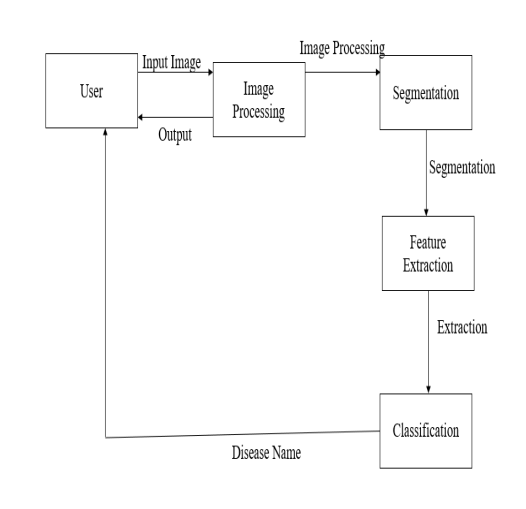 Image Processing
Input Image
User
Image
Processing
Segmentation
Output
Segmentation
Feature
Extraction
Extraction
Classification
Disease Name